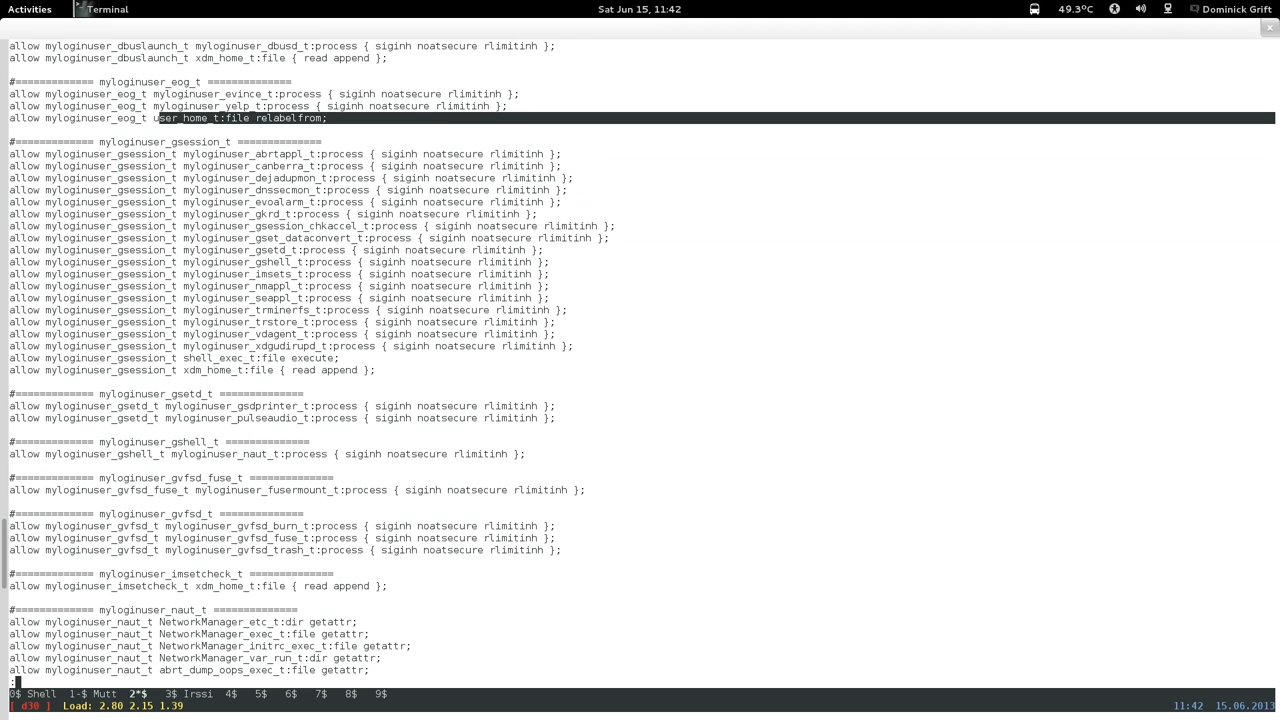 Activities Terminal Sat Jun 15, 11:42 49.3°C Dominick Grift
allow myloginuser_dbuslaunch_t myloginuser_dbusd_t:process { siginh noatsecure rlimitinh };
allow myloginuser_dbuslaunch_t xdm_home_t:file { read append };
#============= myloginuser_eog_t ==============
allow myloginuser_eog_t myloginuser_evince_t:process { siginh noatsecure rlimitinh };
allow myloginuser_eog_t myloginuser_yelp_t:process { siginh noatsecure rlimitinh };
allow myloginuser_eog_t user_home_t:file relabelfrom;
#============= myloginuser_gsession_t ==============
allow myloginuser_gsession_t myloginuser_abrtappl_t:process { siginh noatsecure rlimitinh };
allow myloginuser_gsession_t myloginuser_canberra_t:process { siginh noatsecure rlimitinh };
allow myloginuser_gsession_t myloginuser_dejadupmon_t:process { siginh noatsecure rlimitinh };
allow myloginuser_gsession_t myloginuser_dnssecmon_t:process { siginh noatsecure rlimitinh };
allow myloginuser_gsession_t myloginuser_evoalarm_t:process { siginh noatsecure rlimitinh };
allow myloginuser_gsession_t myloginuser_gkrd_t:process { siginh noatsecure rlimitinh };
allow myloginuser_gsession_t myloginuser_gsession_chkaccel_t:process { siginh noatsecure rlimitinh };
allow myloginuser_gsession_t myloginuser_gset_dataconvert_t:process { siginh noatsecure rlimitinh };
allow myloginuser_gsession_t myloginuser_gsetd_t:process { siginh noatsecure rlimitinh };
allow myloginuser_gsession_t myloginuser_gshell_t:process { siginh noatsecure rlimitinh };
allow myloginuser_gsession_t myloginuser_imsets_t:process { siginh noatsecure rlimitinh };
allow myloginuser_gsession_t myloginuser_nmappl_t:process { siginh noatsecure rlimitinh };
allow myloginuser_gsession_t myloginuser_seappl_t:process { siginh noatsecure rlimitinh };
allow myloginuser_gsession_t myloginuser_trminerfs_t:process { siginh noatsecure rlimitinh };
allow myloginuser_gsession_t myloginuser_trstore_t:process { siginh noatsecure rlimitinh };
allow myloginuser_gsession_t myloginuser_vdagent_t:process { siginh noatsecure rlimitinh };
allow myloginuser_gsession_t myloginuser_xdgudirupd_t:process { siginh noatsecure rlimitinh };
allow myloginuser_gsession_t shell_exec_t:file execute;
allow myloginuser_gsession_t xdm_home_t:file { read append };
#============= myloginuser_gsetd_t ==============
allow myloginuser_gsetd_t myloginuser_gsdprinter_t:process { siginh noatsecure rlimitinh };
allow myloginuser_gsetd_t myloginuser_pulseaudio_t:process { siginh noatsecure rlimitinh };
#============= myloginuser_gshell_t ==============
allow myloginuser_gshell_t myloginuser_naut_t:process { siginh noatsecure rlimitinh };
#============= myloginuser_gvfsd_fuse_t ==============
allow myloginuser_gvfsd_fuse_t myloginuser_fusermount_t:process { siginh noatsecure rlimitinh };
#============= myloginuser_gvfsd_t ==============
allow myloginuser_gvfsd_t myloginuser_gvfsd_burn_t:process { siginh noatsecure rlimitinh };
allow myloginuser_gvfsd_t myloginuser_gvfsd_fuse_t:process { siginh noatsecure rlimitinh };
allow myloginuser_gvfsd_t myloginuser_gvfsd_trash_t:process { siginh noatsecure rlimitinh };
#============= myloginuser_imsetcheck_t ==============
allow myloginuser_imsetcheck_t xdm_home_t:file { read append };
#============= myloginuser_naut_t ==============
allow myloginuser_naut_t NetworkManager_etc_t:dir getattr;
allow myloginuser_naut_t NetworkManager_exec_t:file getattr;
allow myloginuser_naut_t NetworkManager_initrc_exec_t:file getattr;
allow myloginuser_naut_t NetworkManager_var_run_t:dir getattr;
allow myloginuser_naut_t abrt_dump_oops_exec_t:file getattr;
:
0$ Shell 1-$ Mutt 2*$ 3$ Irssi 4$ 5$ 6$ 7$ 8$ 9$
[ d30 ] Load: 2.80 2.15 1.39 11:42 15.06.2013